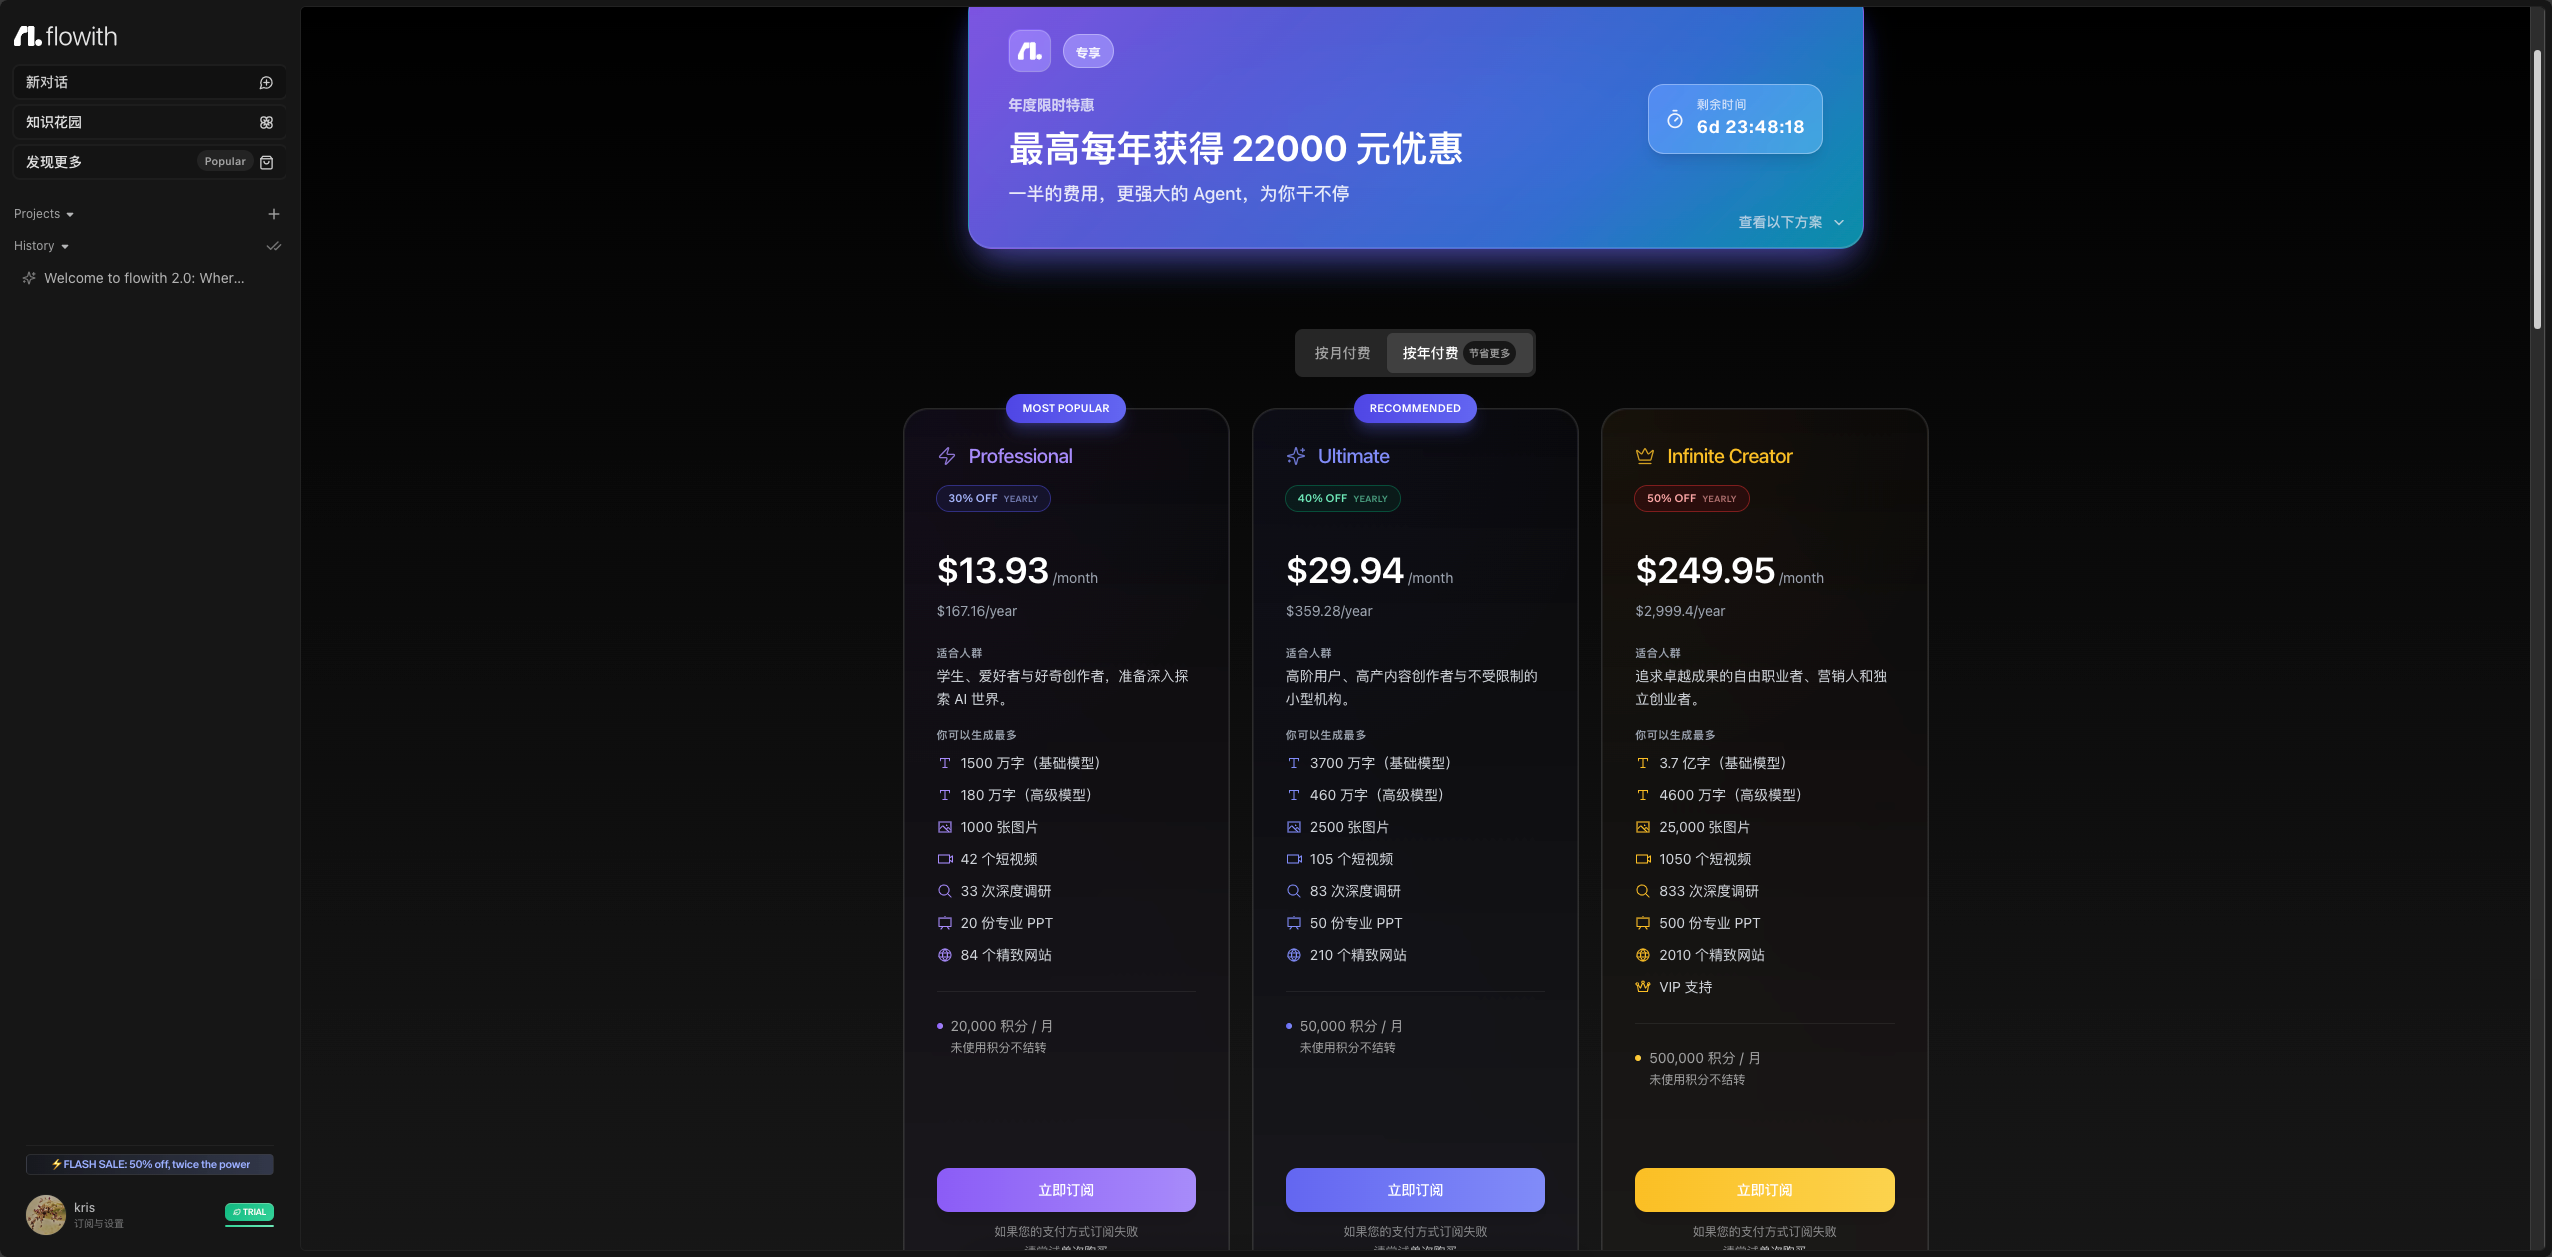 flowith
新对话
知识花园
发现更多 Popular
Projects
History
Welcome to flowith 2.0: Wher...
⚡FLASH SALE: 50% off, twice the power
kris
订阅与设置
TRIAL
专享
年度限时特惠
最高每年获得 22000 元优惠
一半的费用，更强大的 Agent，为你干不停
剩余时间
6d 23:48:18
查看以下方案
按月付费 按年付费 节省更多
MOST POPULAR
Professional
30% OFF YEARLY
$13.93 /month
$167.16/year
适合人群
学生、爱好者与好奇创作者，准备深入探
索 AI 世界。
你可以生成最多
1500 万字（基础模型）
180 万字（高级模型）
1000 张图片
42 个短视频
33 次深度调研
20 份专业 PPT
84 个精致网站
20,000 积分 / 月
未使用积分不结转
立即订阅
如果您的支付方式订阅失败
请尝试单次购买
RECOMMENDED
Ultimate
40% OFF YEARLY
$29.94 /month
$359.28/year
适合人群
高阶用户、高产内容创作者与不受限制的
小型机构。
你可以生成最多
3700 万字（基础模型）
460 万字（高级模型）
2500 张图片
105 个短视频
83 次深度调研
50 份专业 PPT
210 个精致网站
50,000 积分 / 月
未使用积分不结转
立即订阅
如果您的支付方式订阅失败
请尝试单次购买
Infinite Creator
50% OFF YEARLY
$249.95 /month
$2,999.4/year
适合人群
追求卓越成果的自由职业者、营销人和独
立创业者。
你可以生成最多
3.7 亿字（基础模型）
4600 万字（高级模型）
25,000 张图片
1050 个短视频
833 次深度调研
500 份专业 PPT
2010 个精致网站
VIP 支持
500,000 积分 / 月
未使用积分不结转
立即订阅
如果您的支付方式订阅失败
请尝试单次购买